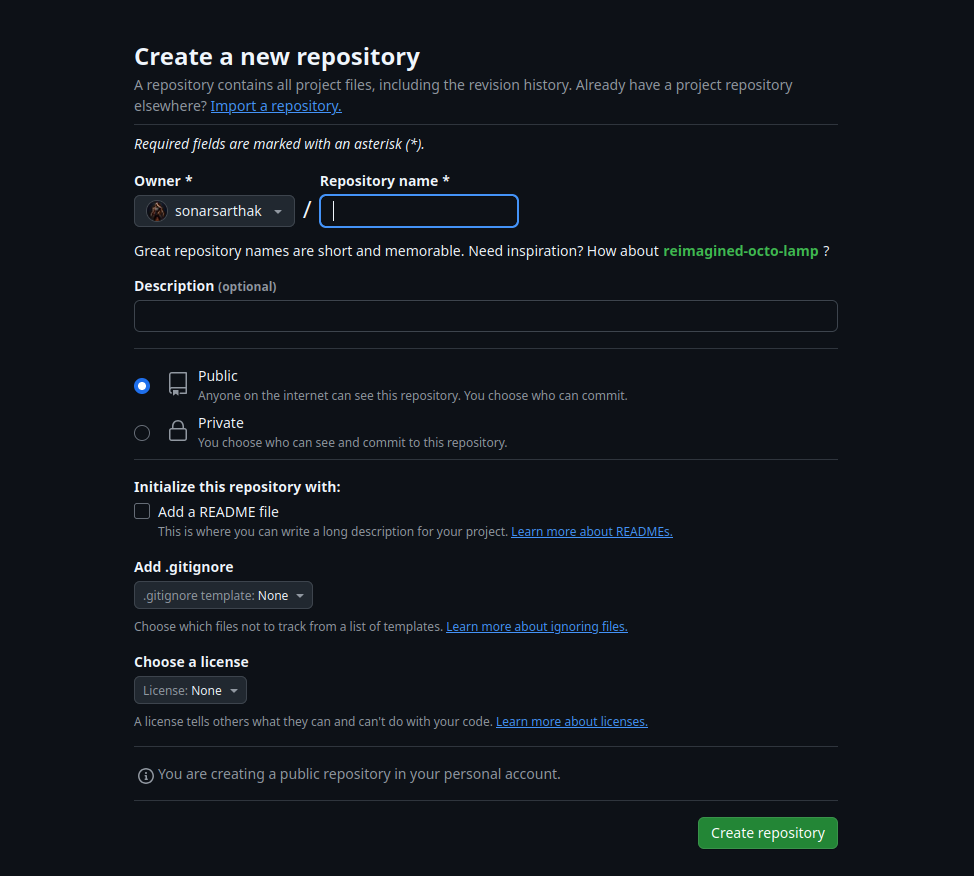 Create a new repository
A repository contains all project files, including the revision history. Already have a project repository
elsewhere? Import a repository.
Required fields are marked with an asterisk (*).
Owner * Repository name *
sonarsarthak /
Great repository names are short and memorable. Need inspiration? How about reimagined-octo-lamp ?
Description (optional)
Public
Anyone on the internet can see this repository. You choose who can commit.
Private
You choose who can see and commit to this repository.
Initialize this repository with:
Add a README file
This is where you can write a long description for your project. Learn more about READMEs.
Add .gitignore
.gitignore template: None
Choose which files not to track from a list of templates. Learn more about ignoring files.
Choose a license
License: None
A license tells others what they can and can't do with your code. Learn more about licenses.
You are creating a public repository in your personal account.
Create repository